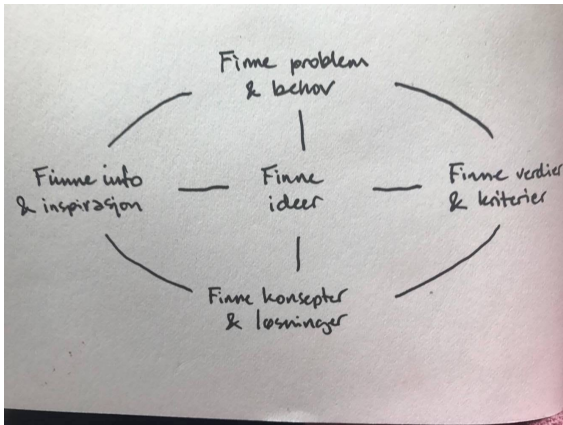 Finne problem
& behov
Finne info
& inspirasjon
Finne
ideer
Finne verdier
& kriterier
Finne konsepter
& løsninger